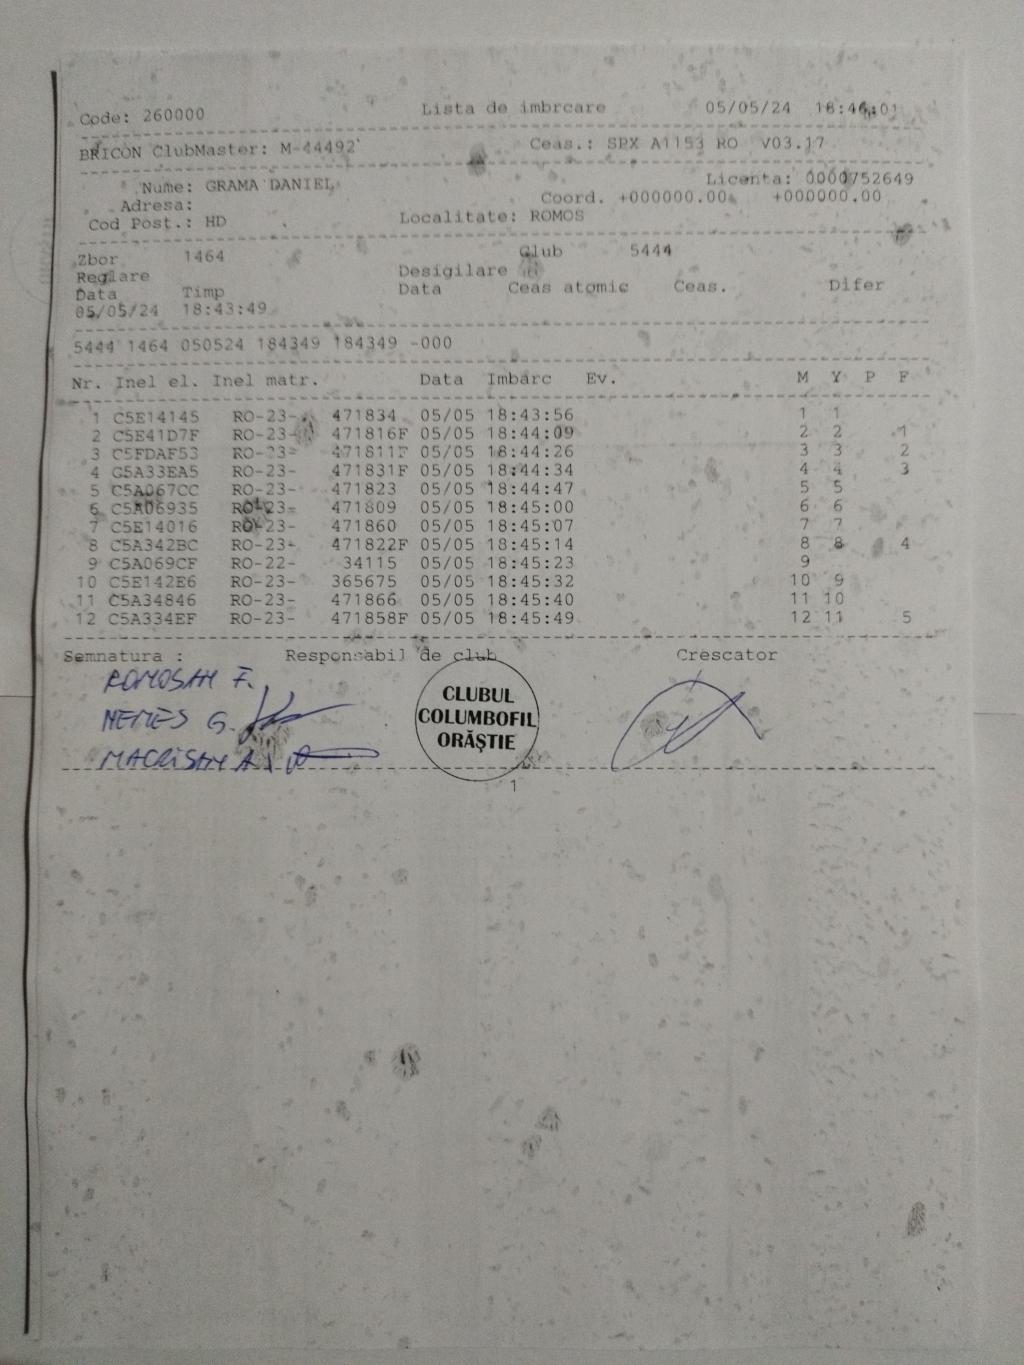 Code: 260000 Lista de imbrcare 05/05/24 18:46:01
BRICON ClubMaster: M-44492 Ceas.: SPX A1153 RO V03.17
Nume: GRAMA DANIEL Licenta: 0000752649
Adresa: Coord. +000000.00 +000000.00
Cod Post.: HD Localitate: ROMOS
Zbor 1464 Club 5444
Reglare Desigilare
Data Timp Data Ceas atomic Ceas. Difer
05/05/24 18:43:49
5444 1464 050524 184349 184349 -000
Nr. Inel el. Inel matr. Data Imbarc Ev. M Y P F
1 C5E14145 RO-23- 471834 05/05 18:43:56 1 1
2 C5E41D7F RO-23- 471816F 05/05 18:44:09 2 2 1
3 C5FDAF53 RO-23- 471811F 05/05 18:44:26 3 3 2
4 C5A33EA5 RO-23- 471831F 05/05 18:44:34 4 4 3
5 C5A067CC RO-23- 471823 05/05 18:44:47 5 5
6 C5A06935 RO-23- 471809 05/05 18:45:00 6 6
7 C5E14016 RO-23- 471860 05/05 18:45:07 7 7
8 C5A342BC RO-23- 471822F 05/05 18:45:14 8 8 4
9 C5A069CF RO-22- 34115 05/05 18:45:23 9
10 C5E142E6 RO-23- 365675 05/05 18:45:32 10 9
11 C5A34846 RO-23- 471866 05/05 18:45:40 11 10
12 C5A334EF RO-23- 471858F 05/05 18:45:49 12 11 5
Semnatura : Responsabil de club Crescator
ROMOSAN F.
NEMES G.
MACRISAN A.
CLUBUL
COLUMBOFIL
ORĂȘTIE
1